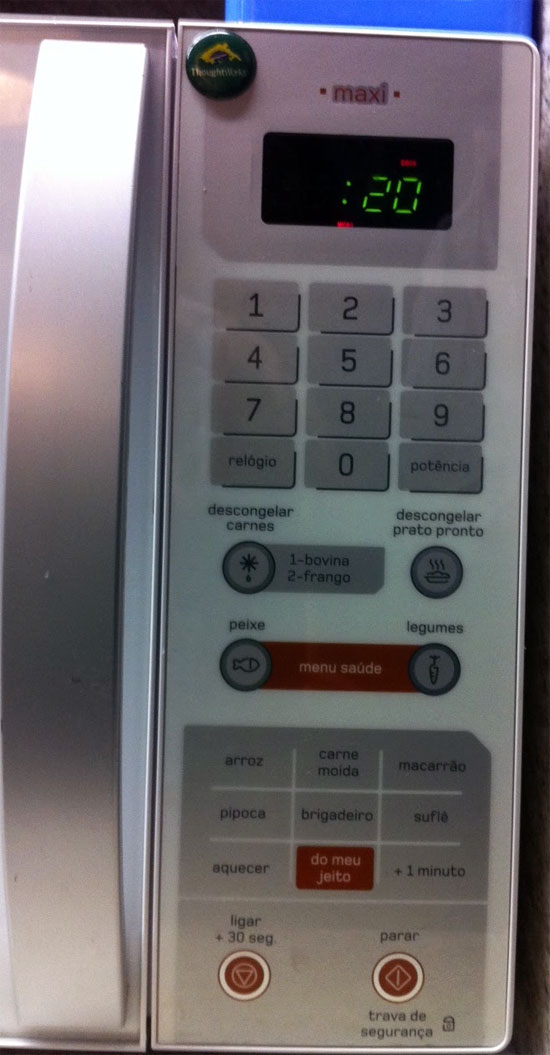 ThoughtWorks
maxi
:20
1 2 3
4 5 6
7 8 9
relógio 0 potência
descongelar
carnes
descongelar
prato pronto
1-bovina
2-frango
peixe
legumes
menu saúde
arroz
carne
moida
macarrão
pipoca
brigadeiro
suflê
aquecer
do meu
jeito
+ 1 minuto
ligar
+ 30 seg.
parar
trava de
segurança